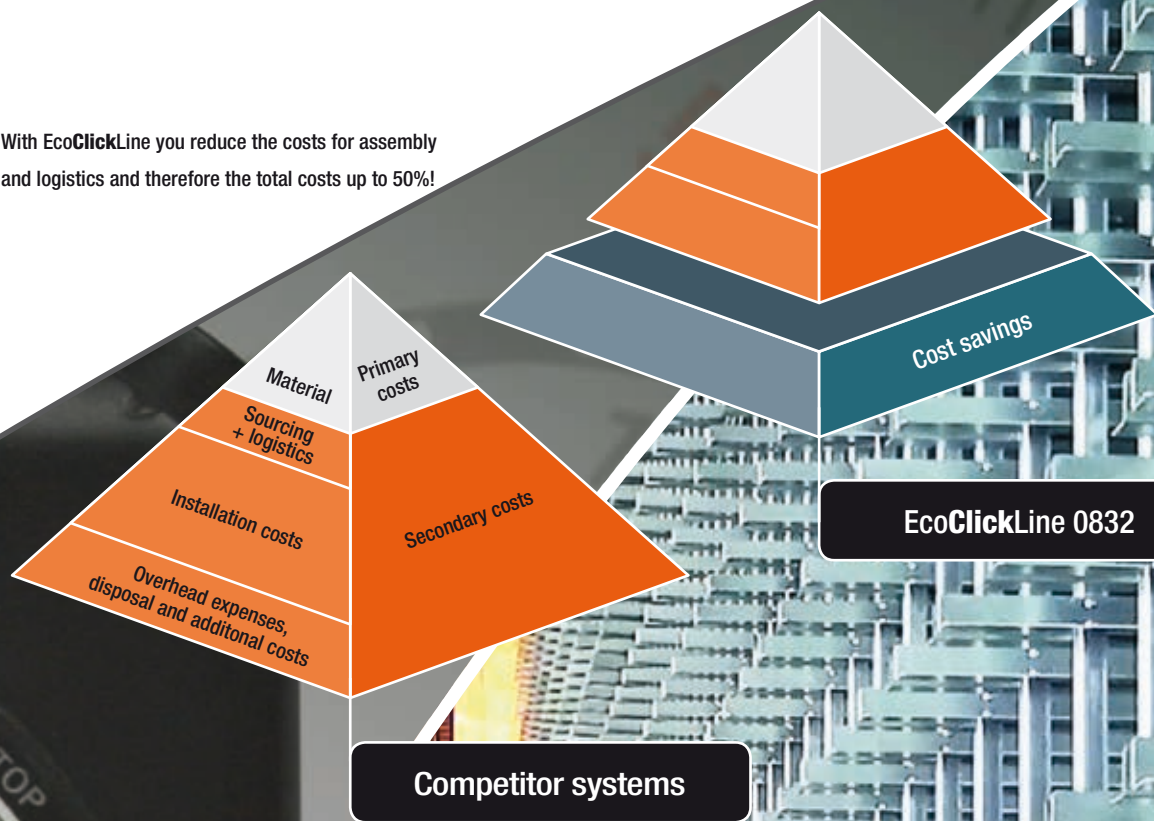 With EcoClickLine you reduce the costs for assembly
and logistics and therefore the total costs up to 50%!
Cost savings
EcoClickLine 0832
Material
Primary
costs
Sourcing
+ logistics
Installation costs
Secondary costs
Overhead expenses,
disposal and additonal costs
Competitor systems
TOP